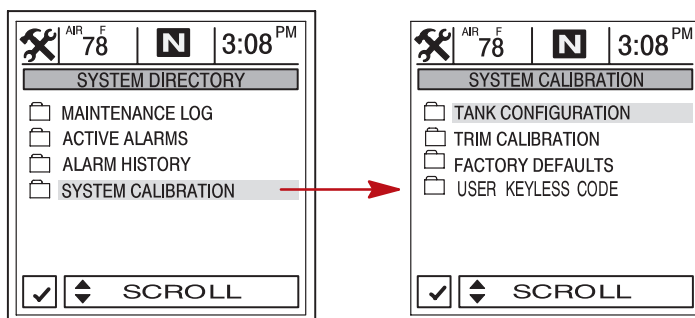 AIR F
78 N 3:08 PM
SYSTEM DIRECTORY
MAINTENANCE LOG
ACTIVE ALARMS
ALARM HISTORY
SYSTEM CALIBRATION
SCROLL
AIR F
78 N 3:08 PM
SYSTEM CALIBRATION
TANK CONFIGURATION
TRIM CALIBRATION
FACTORY DEFAULTS
USER KEYLESS CODE
SCROLL